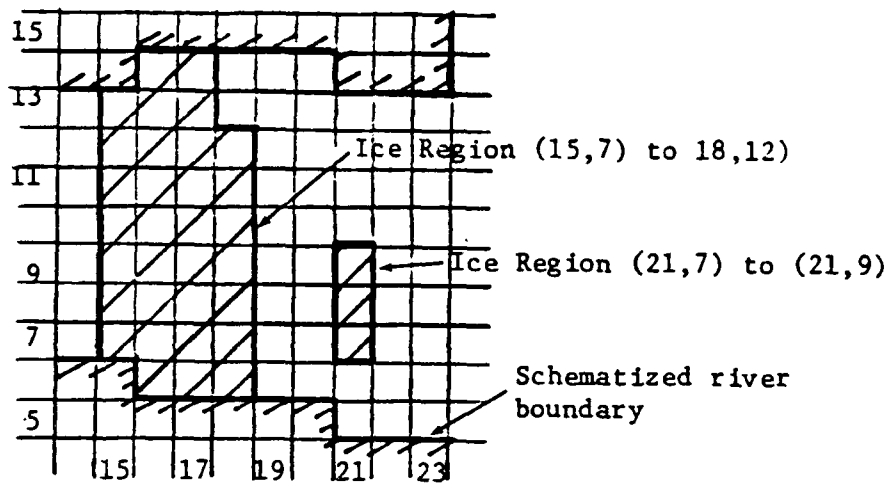 15
13
Ice Region (15,7) to 18,12)
11
Ice Region (21,7) to (21,9)
9
7
Schematized river
boundary
5
15 17 19 21 23